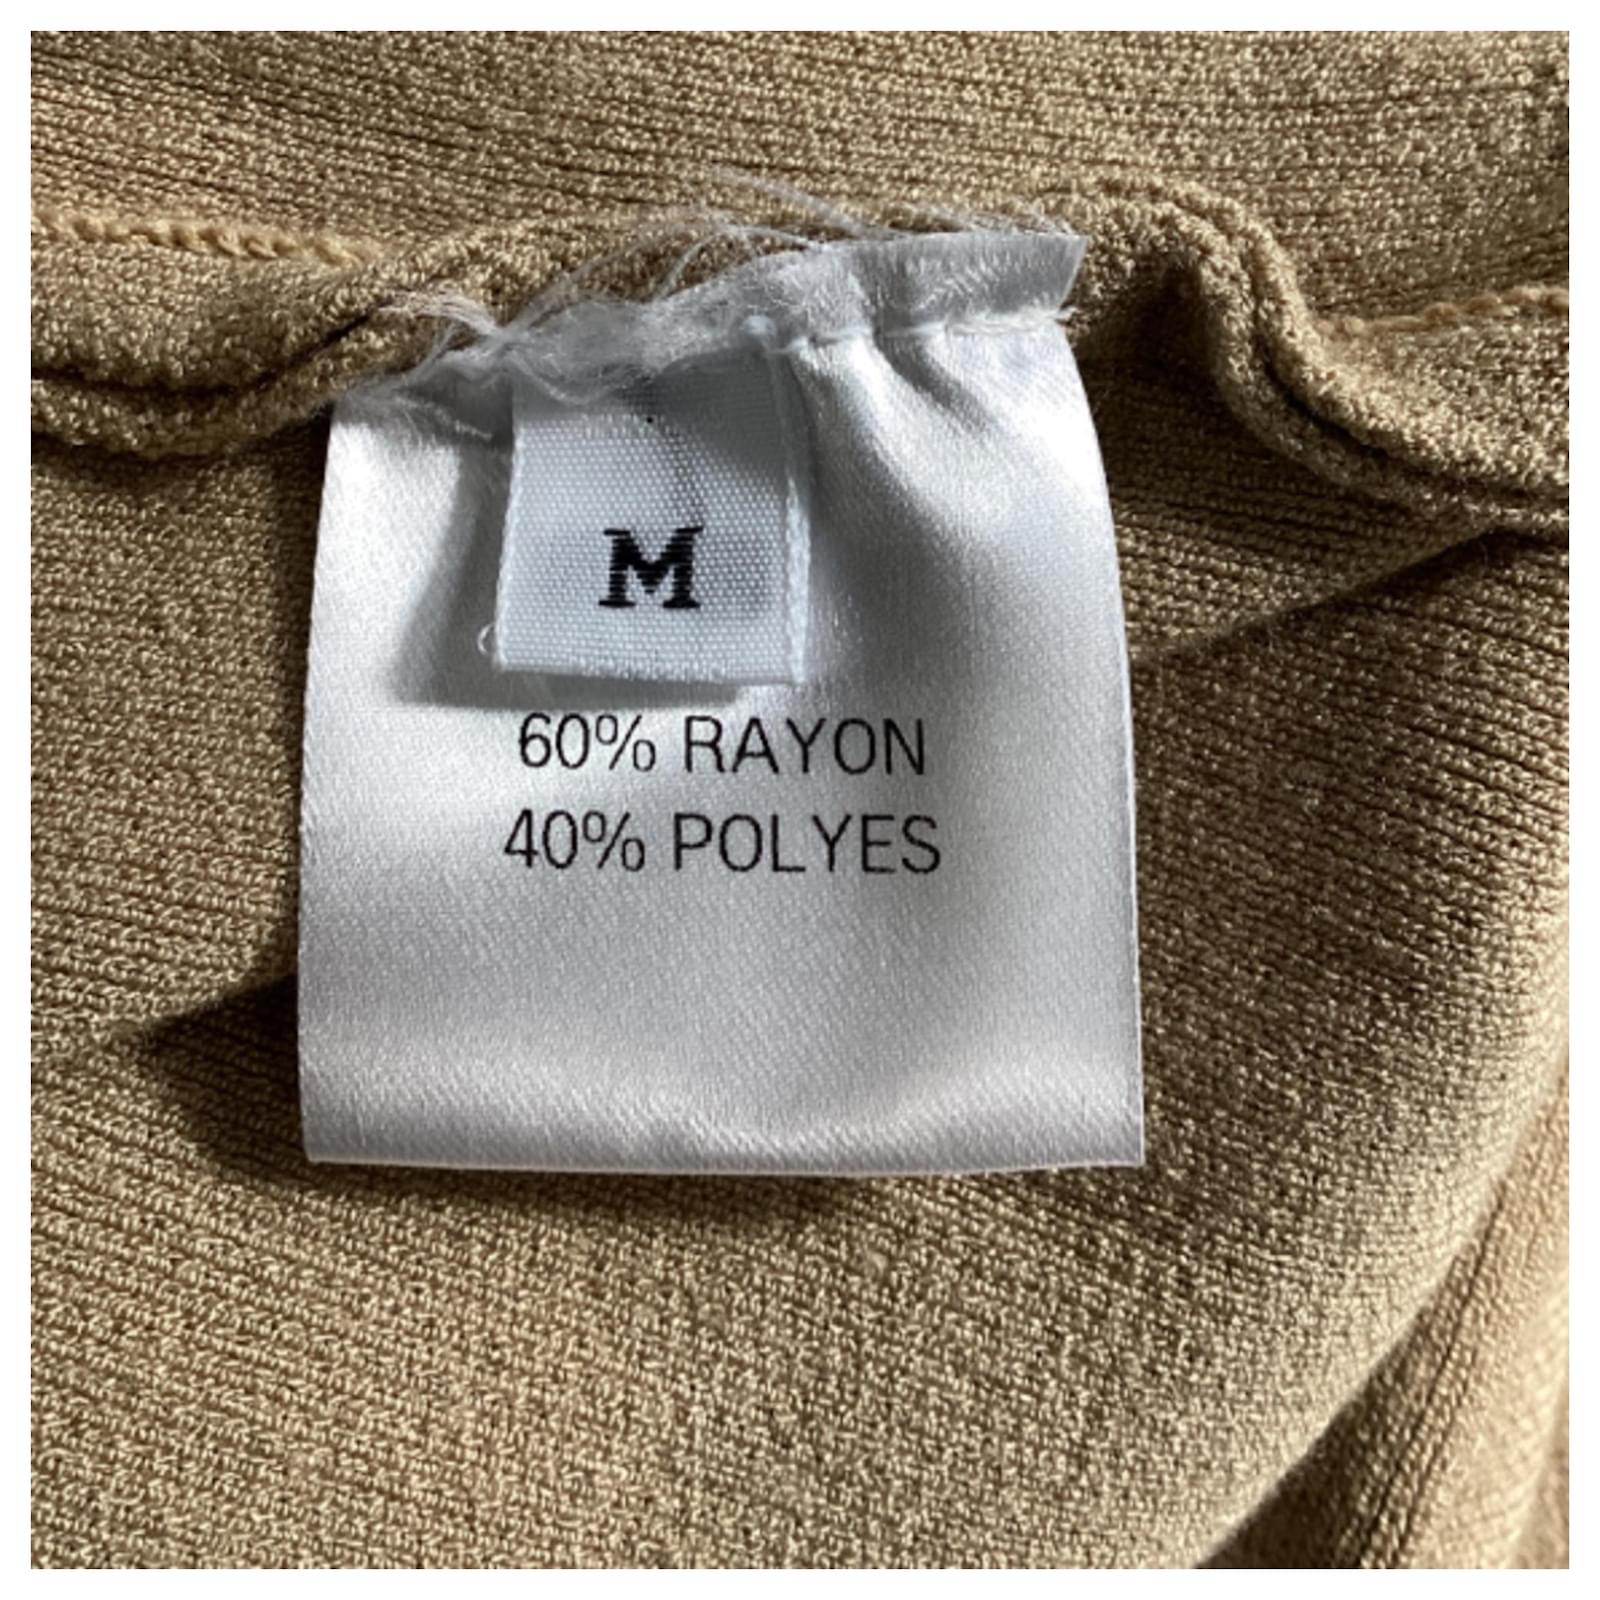 M
60% RAYON
40% POLYES